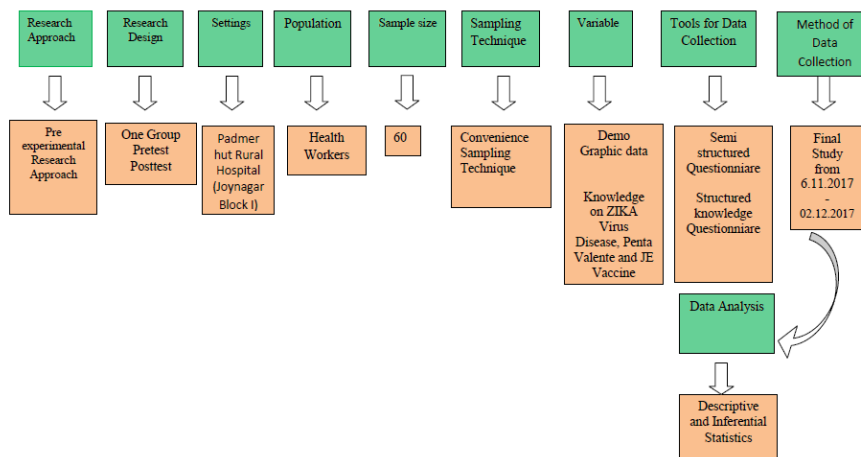 Research
Approach
Research
Design
Settings
Population
Sample size
Sampling
Technique
Variable
Tools for Data
Collection
Method of
Data
Collection
Pre
experimental
Research
Approach
One Group
Pretest
Posttest
Padmer
hut Rural
Hospital
(Joynagar
Block I)
Health
Workers
60
Convenience
Sampling
Technique
Demo
Graphic data
Knowledge
on ZIKA
Virus
Disease, Penta
Valente and JE
Vaccine
Semi
structured
Questionniare
Structured
knowledge
Questionniare
Final
Study
from
6.11.2017
-
02.12.2017
Data Analysis
Descriptive
and Inferential
Statistics